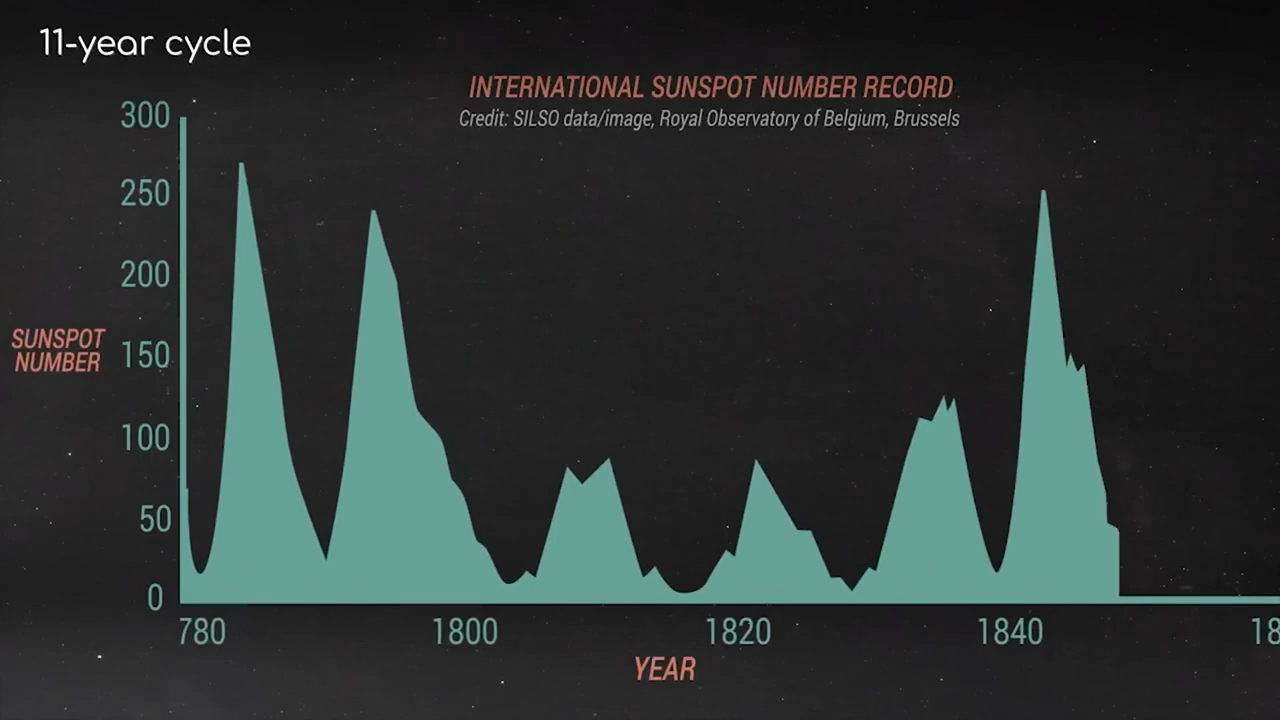 11-year cycle
INTERNATIONAL SUNSPOT NUMBER RECORD
Credit: SILSO data/image, Royal Observatory of Belgium, Brussels
300
250
200
SUNSPOT
NUMBER
150
100
50
0
780 1800 1820 1840 18
YEAR